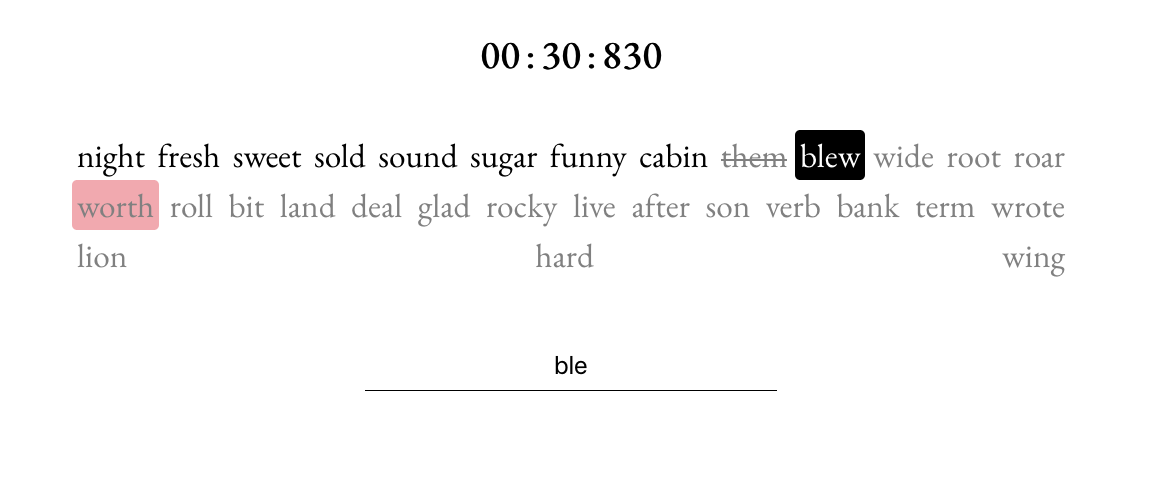 00:30:830
night fresh sweet sold sound sugar funny cabin them blew wide root roar
worth roll bit land deal glad rocky live after son verb bank term wrote
lion hard wing
ble